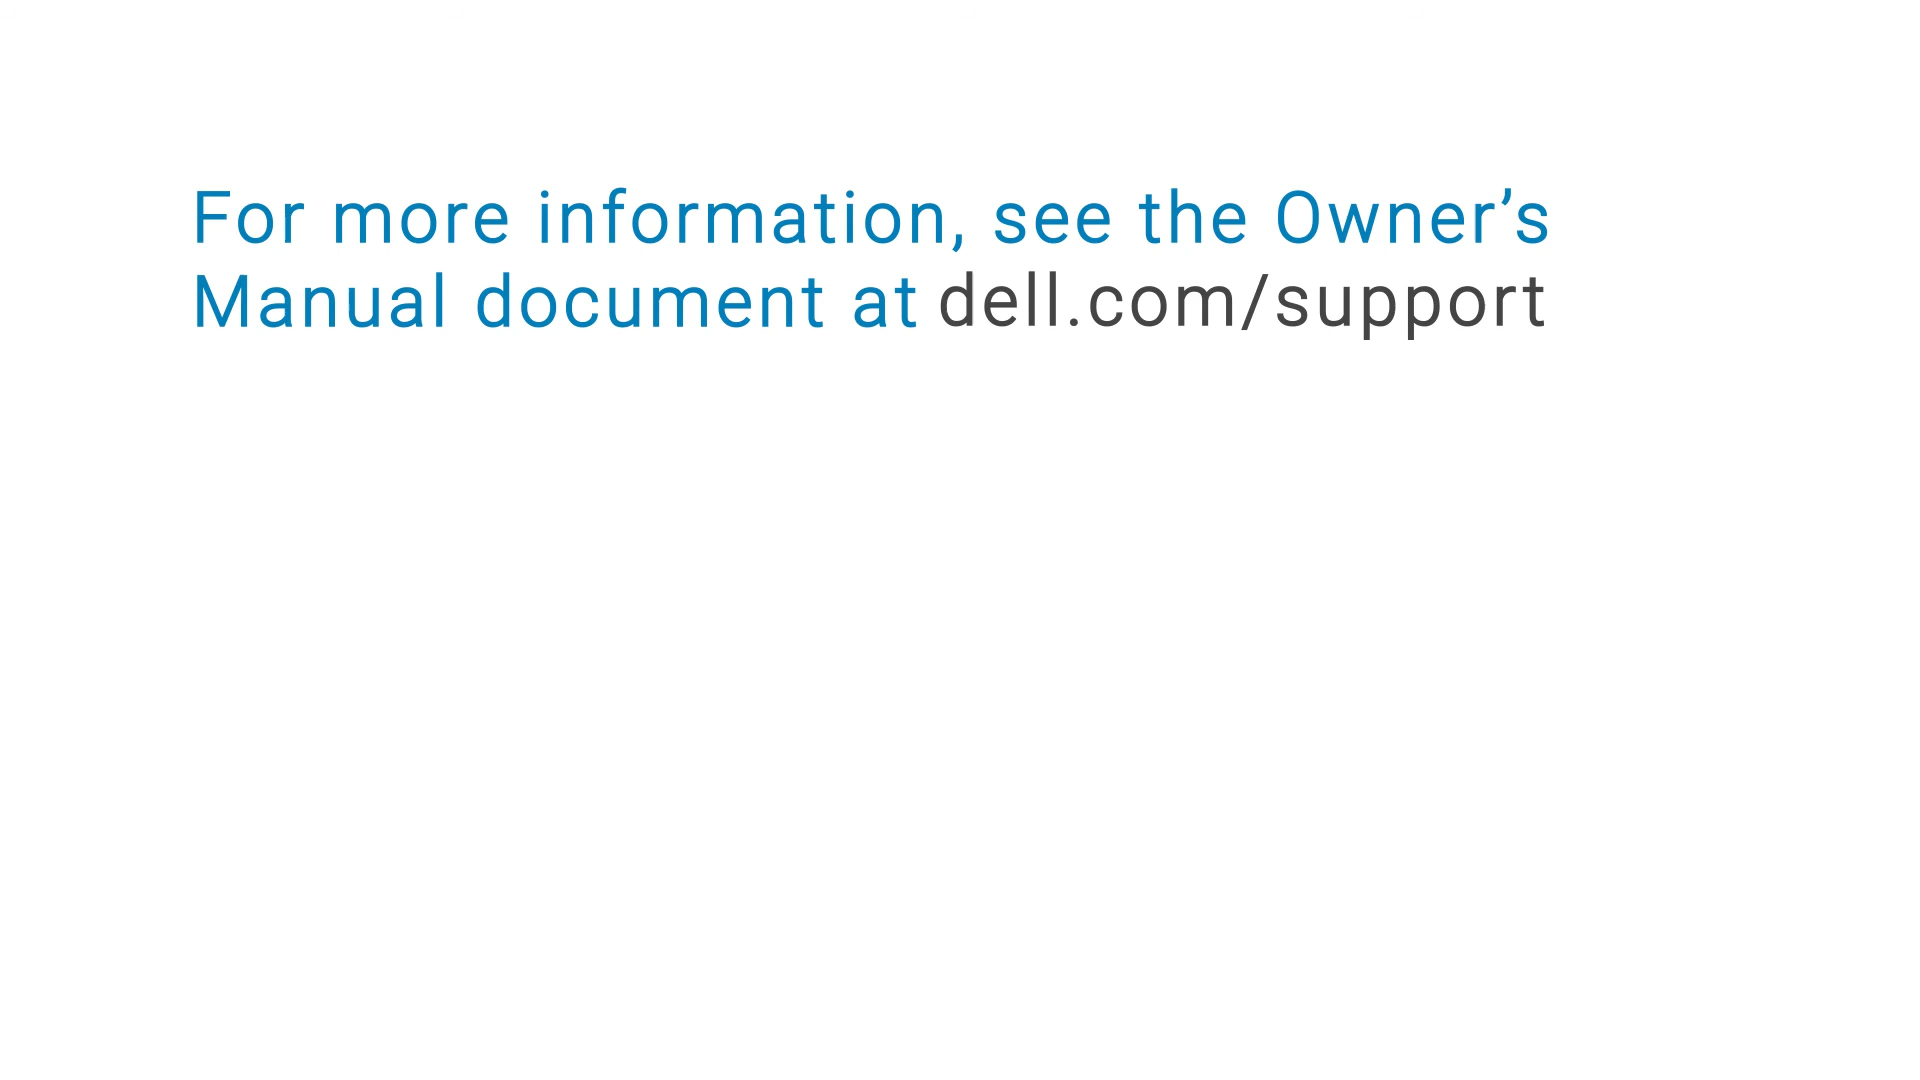 For more information, see the Owner’s
Manual document at dell.com/support